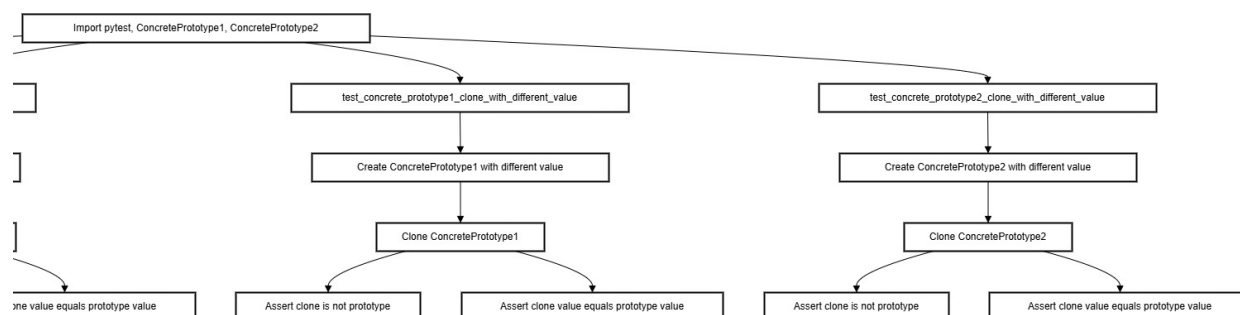 Import pytest, ConcretePrototype1, ConcretePrototype2
test_concrete_prototype1_clone_with_different_value
test_concrete_prototype2_clone_with_different_value
Create ConcretePrototype1 with different value
Create ConcretePrototype2 with different value
Clone ConcretePrototype1
Clone ConcretePrototype2
value equals prototype value
Assert clone is not prototype
Assert clone value equals prototype value
Assert clone is not prototype
Assert clone value equals prototype value